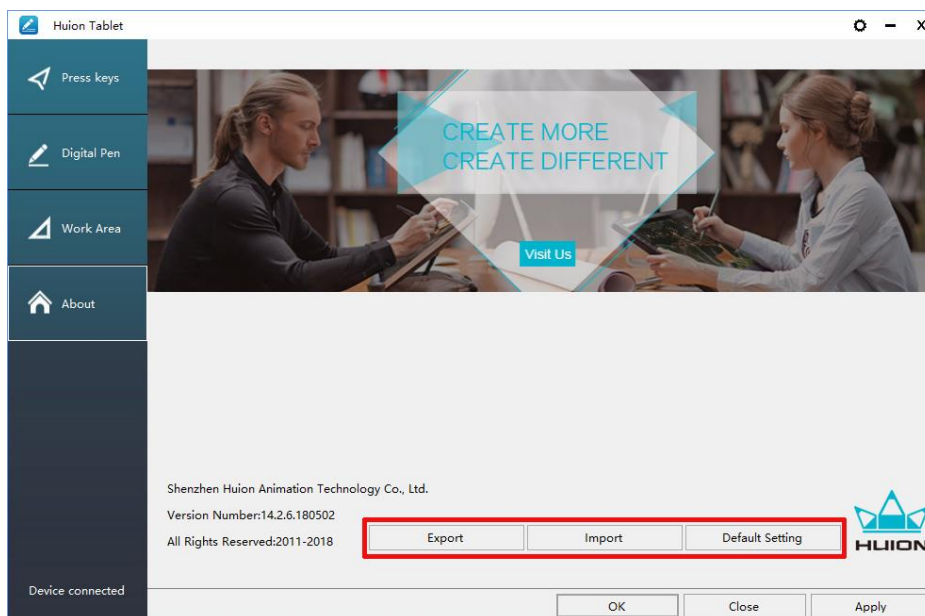 Huion Tablet
Press keys
Digital Pen
Work Area
About
CREATE MORE
CREATE DIFFERENT
Visit Us
Shenzhen Huion Animation Technology Co., Ltd.
Version Number:14.2.6.180502
All Rights Reserved:2011-2018
Export
Import
Default Setting
HUION
Device connected
OK
Close
Apply